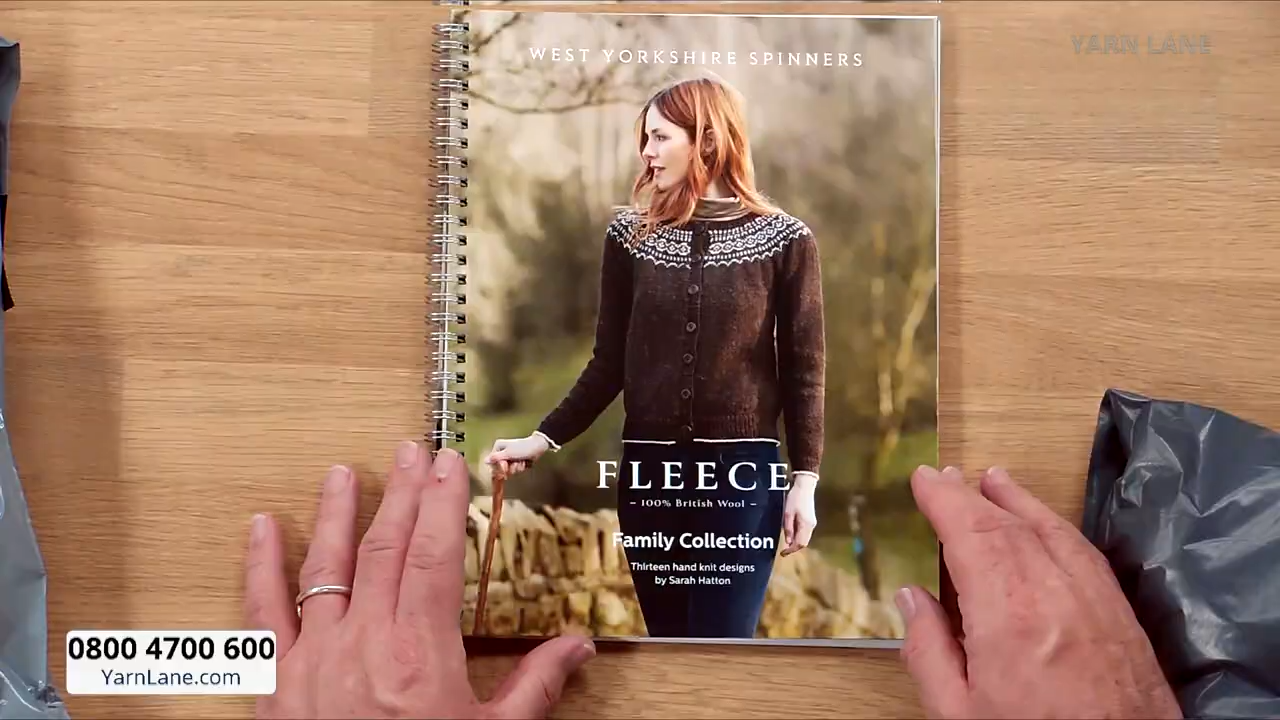 YARN LANE
WEST YORKSHIRE SPINNERS
FLEECE
– 100% British Wool –
Family Collection
Thirteen hand knit designs
by Sarah Hatton
0800 4700 600
YarnLane.com